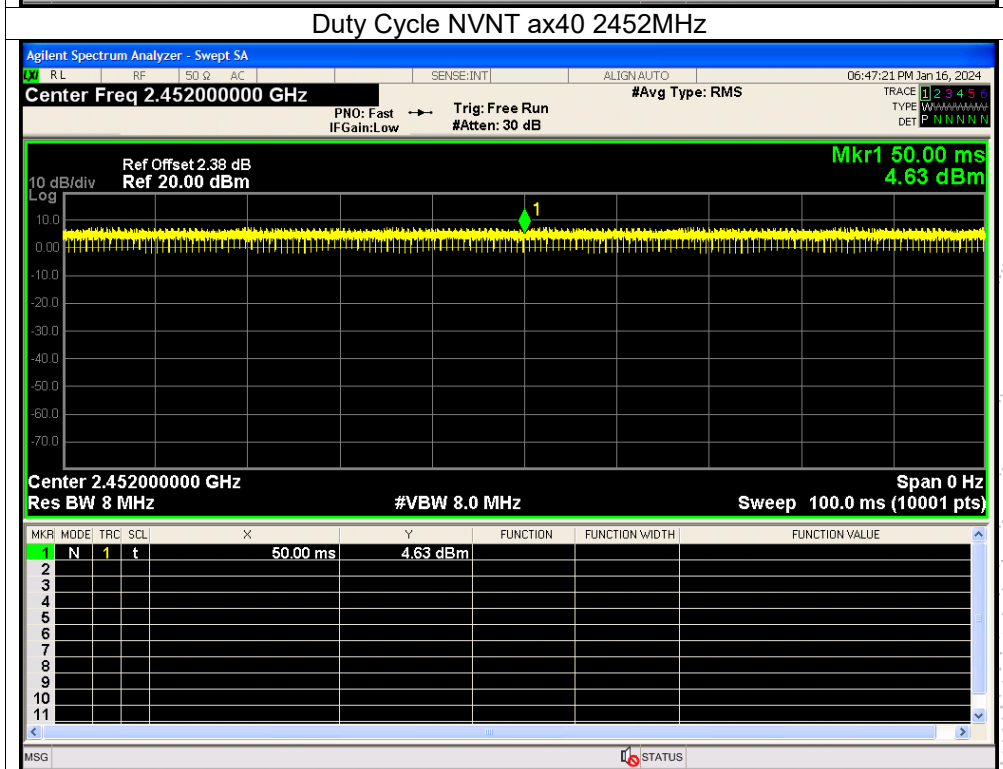 Duty Cycle NVNT ax40 2452MHz
Agilent Spectrum Analyzer - Swept SA
LXI RL RF 50 Ω AC SENSE:INT ALIGN AUTO 06:47:21 PM Jan 16, 2024
Center Freq 2.452000000 GHz #Avg Type: RMS TRACE 1 2 3 4 5 6
PNO: Fast Trig: Free Run TYPE WWWWWW
IFGain:Low #Atten: 30 dB DET P N N N N N
Mkr1 50.00 ms
Ref Offset 2.38 dB
10 dB/div Ref 20.00 dBm 4.63 dBm
Log
1
10.0
0.00
-10.0
-20.0
-30.0
-40.0
-50.0
-60.0
-70.0
Center 2.452000000 GHz Span 0 Hz
Res BW 8 MHz #VBW 8.0 MHz Sweep 100.0 ms (10001 pts)
MKR MODE TRC SCL X Y FUNCTION FUNCTION WIDTH FUNCTION VALUE
1 N 1 t 50.00 ms 4.63 dBm
2
3
4
5
6
7
8
9
10
11
MSG STATUS